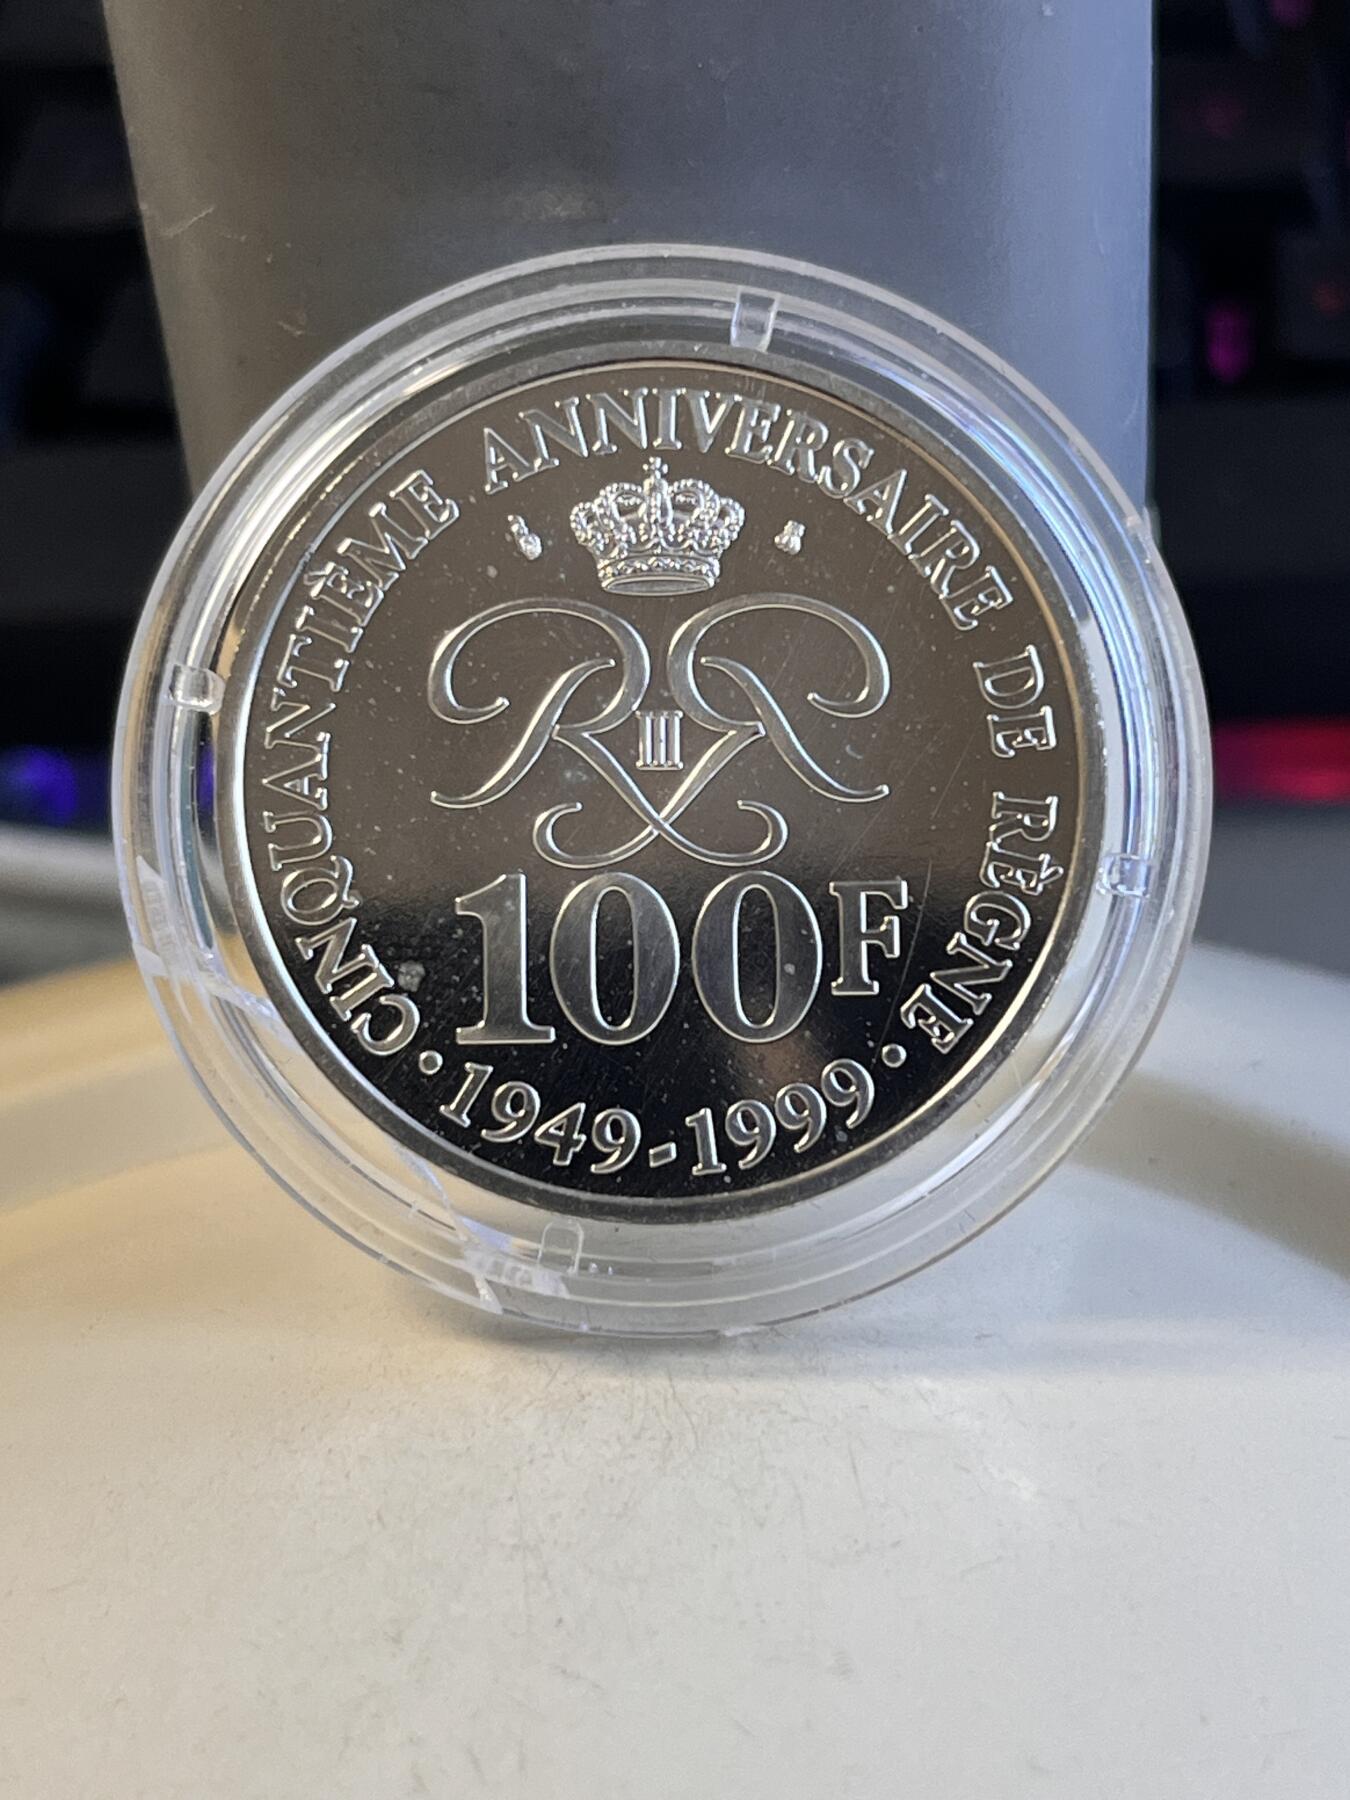 CINQUANTIÈME ANNIVERSAIRE DE RÈGNE
RR
III
100F
· 1949-1999 ·